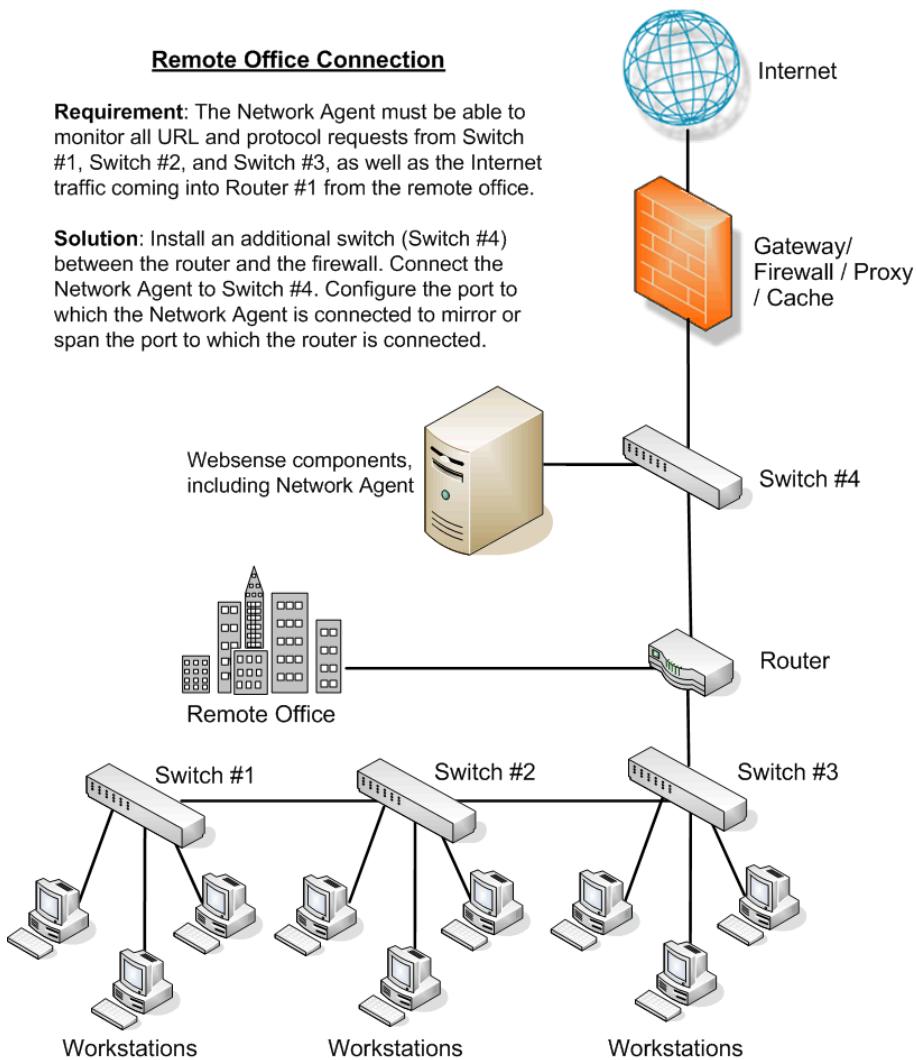 Remote Office Connection
Requirement: The Network Agent must be able to
monitor all URL and protocol requests from Switch
#1, Switch #2, and Switch #3, as well as the Internet
traffic coming into Router #1 from the remote office.
Solution: Install an additional switch (Switch #4)
between the router and the firewall. Connect the
Network Agent to Switch #4. Configure the port to
which the Network Agent is connected to mirror or
span the port to which the router is connected.
Internet
Gateway/
Firewall / Proxy
/ Cache
Websense components,
including Network Agent
Switch #4
Router
Remote Office
Switch #1
Switch #2
Switch #3
Workstations
Workstations
Workstations